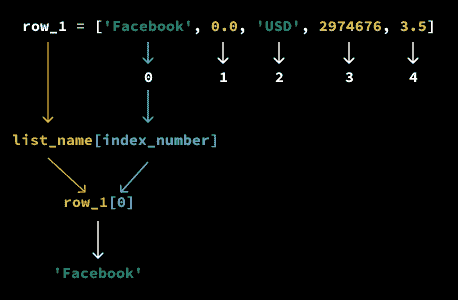 row_1 = ['Facebook', 0.0, 'USD', 2974676, 3.5]
0 1 2 3 4
list_name[index_number]
row_1[0]
'Facebook'